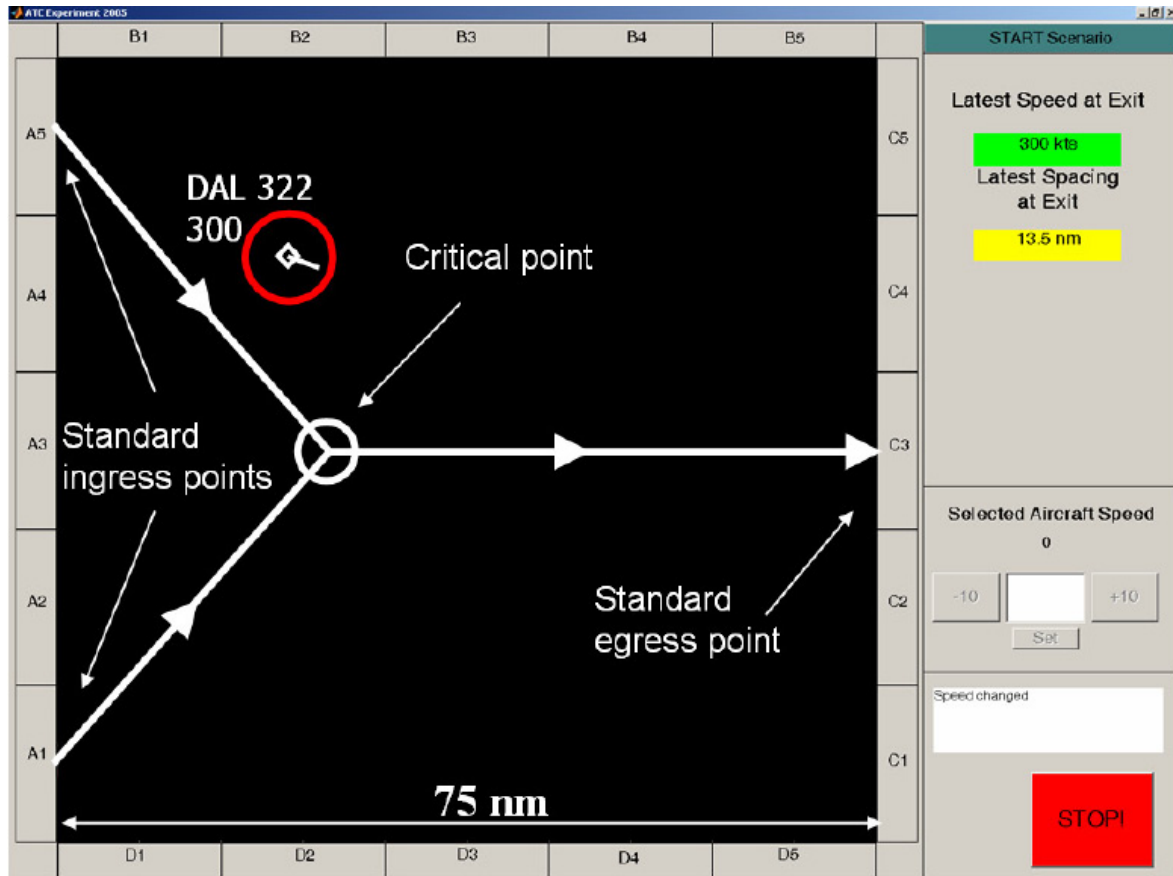 ATC Experiment 2005
B1
B2
B3
B4
B5
START Scenario
A5
A4
A3
A2
A1
DAL 322
300
Critical point
Standard
ingress points
Standard
egress point
75 nm
C5
C4
C3
C2
C1
D1
D2
D3
D4
D5
Latest Speed at Exit
300 kts
Latest Spacing
at Exit
13.5 nm
Selected Aircraft Speed
0
-10
+10
Set
Speed changed
STOP!